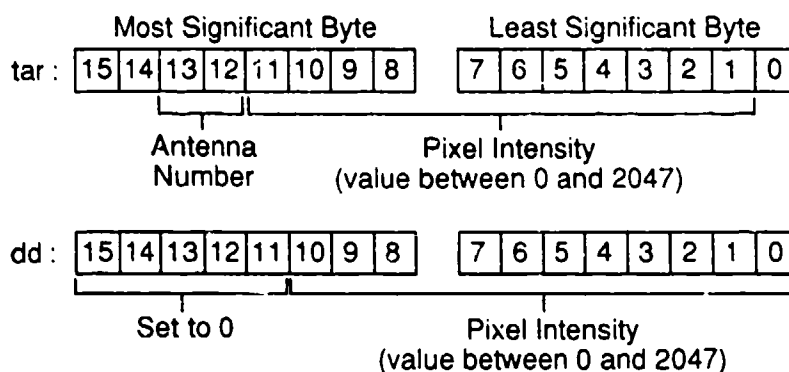 Most Significant Byte Least Significant Byte
tar : 15 14 13 12 11 10 9 8 7 6 5 4 3 2 1 0
Antenna Number Pixel Intensity (value between 0 and 2047)
dd : 15 14 13 12 11 10 9 8 7 6 5 4 3 2 1 0
Set to 0 Pixel Intensity
(value between 0 and 2047)